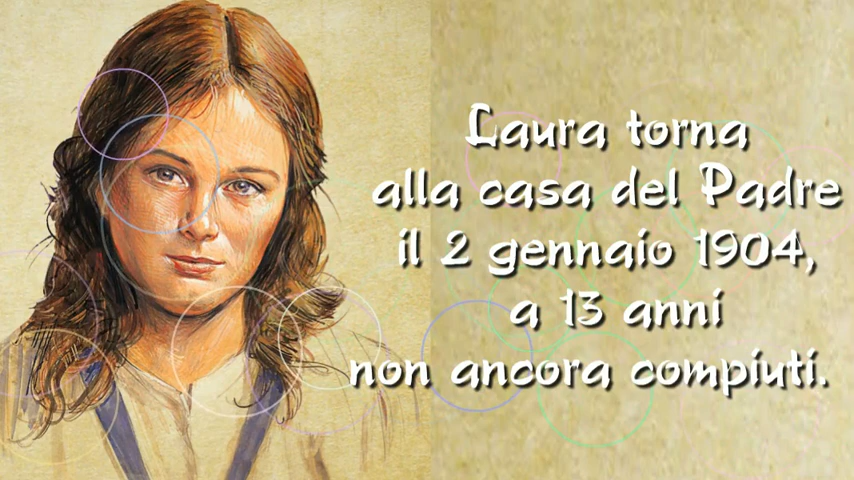 Laura torna
alla casa del Padre
il 2 gennaio 1904,
a 13 anni
non ancora compiuti.